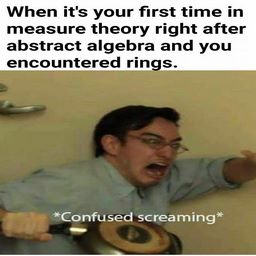 When it's your first time in
measure theory right after
abstract algebra and you
encountered rings.
*Confused screaming*